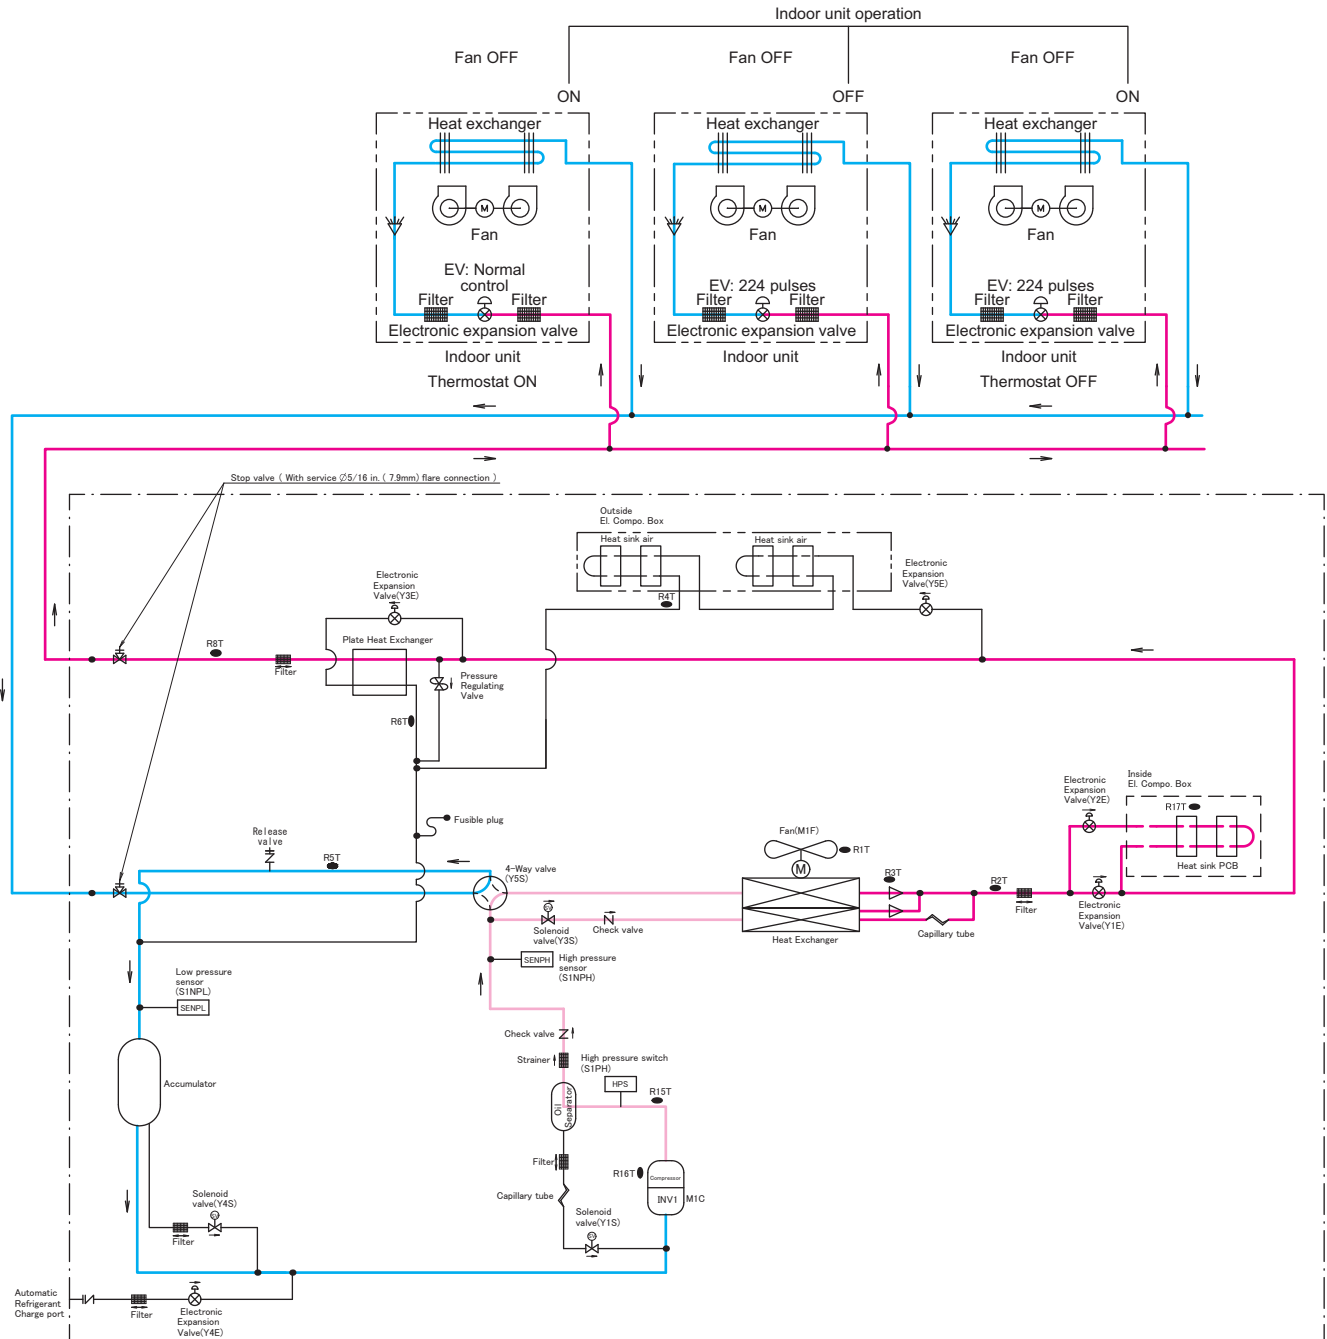 Indoor unit operation
Fan OFF
Fan OFF
Fan OFF
ON
OFF
ON
Heat exchanger
Heat exchanger
Heat exchanger
M
M
M
Fan
Fan
Fan
EV: Normal
control
EV: 224 pulses
EV: 224 pulses
Filter
Filter
Filter
Filter
Filter
Filter
Electronic expansion valve
Electronic expansion valve
Electronic expansion valve
Indoor unit
Indoor unit
Indoor unit
Thermostat ON
Thermostat OFF
Stop valve ( With service ∅5/16 in. ( 7.9mm) flare connection )
Outside
El. Compo. Box
Heat sink air
Heat sink air
Electronic
Expansion
Valve(Y3E)
Electronic
Expansion
Valve(Y5E)
R4T
R8T
Plate Heat Exchanger
Filter
Pressure
Regulating
Valve
R6T
Inside
El. Compo. Box
Electronic
Expansion
Valve(Y2E)
R17T
Heat sink PCB
Fusible plug
Release
valve
R5T
Fan(M1F)
R1T
M
4-Way valve
(Y5S)
R3T
R2T
Filter
Electronic
Expansion
Valve(Y1E)
SV
Solenoid
valve(Y3S)
Check valve
Heat Exchanger
Capillary tube
SENPH
High pressure
sensor
(S1NPH)
Low pressure
sensor
(S1NPL)
SENPL
Check valve
Strainer
High pressure switch
(S1PH)
HPS
R15T
Accumulator
Oil
Separator
Filter
R16T
Compressor
INV1
M1C
Capillary tube
Solenoid
valve(Y4S)
SV
Solenoid
valve(Y1S)
SV
Filter
Automatic
Refrigerant
Charge port
Filter
Electronic
Expansion
Valve(Y4E)